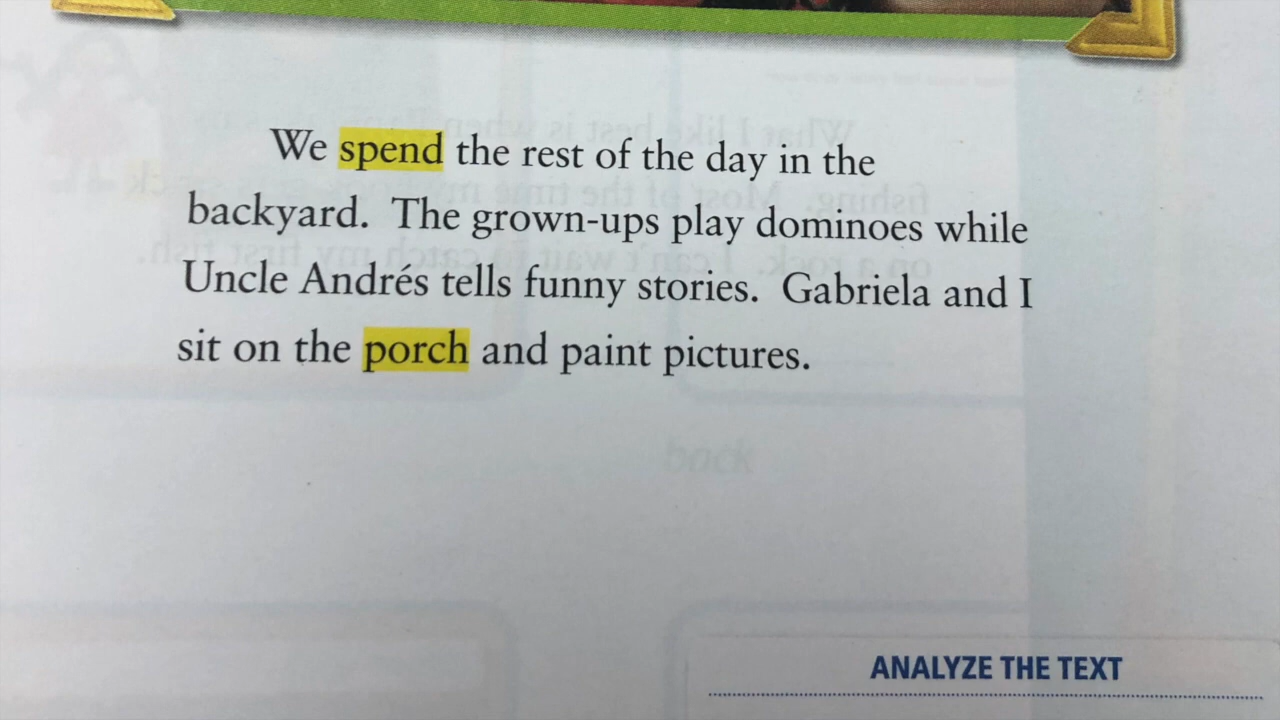 We spend the rest of the day in the
backyard. The grown-ups play dominoes while
Uncle Andrés tells funny stories. Gabriela and I
sit on the porch and paint pictures.
ANALYZE THE TEXT